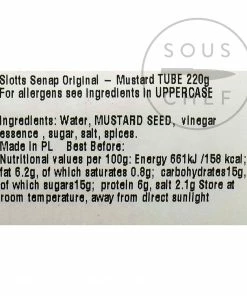 SOUS
CHEF
Slotts Senap Original – Mustard TUBE 220g
For allergens see Ingredients in UPPERCASE
Ingredients: Water, MUSTARD SEED, vinegar
essence , sugar, salt, spices.
Made in PL Best Before:
Nutritional values per 100g: Energy 661kJ /158 kcal;
fat 6.2g, of which saturates 0.8g; carbohydrates15g,
of which sugars15g; protein 6g, salt 2.1g Store at
room temperature, away from direct sunlight